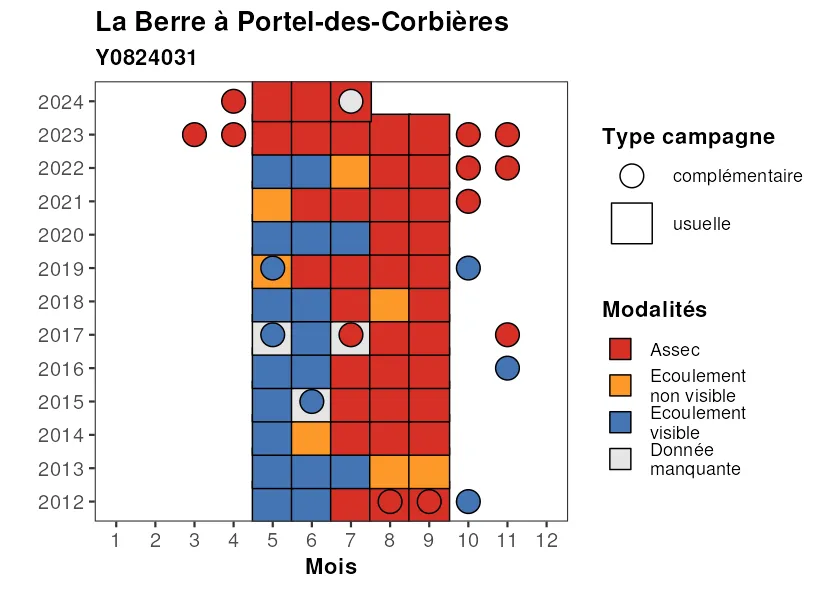 La Berre à Portel-des-Corbières
Y0824031
2024
2023
2022
2021
2020
2019
2018
2017
2016
2015
2014
2013
2012
1 2 3 4 5 6 7 8 9 10 11 12
Mois
Type campagne
complémentaire
usuelle
Modalités
Assec
Ecoulement
non visible
Ecoulement
visible
Donnée
manquante